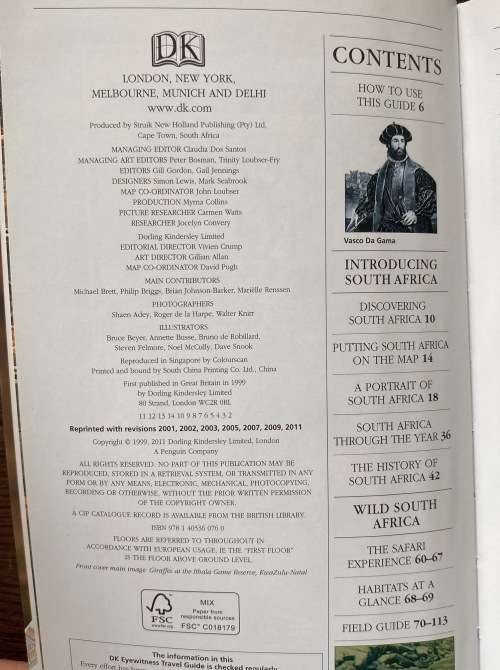 DK
LONDON, NEW YORK,
MELBOURNE, MUNICH AND DELHI
www.dk.com
Produced by Struik New Holland Publishing (Pty) Ltd,
Cape Town, South Africa
MANAGING EDITOR Claudia Dos Santos
MANAGING ART EDITORS Peter Bosman, Trinity Loubser-Fry
EDITORS Gill Gordon, Gail Jennings
DESIGNERS Simon Lewis, Mark Seabrook
MAP CO-ORDINATOR John Loubser
PRODUCTION Myrna Collins
PICTURE RESEARCHER Carmen Watts
RESEARCHER Jocelyn Convery
Dorling Kindersley Limited
EDITORIAL DIRECTOR Vivien Crump
ART DIRECTOR Gillian Allan
MAP CO-ORDINATOR David Pugh
MAIN CONTRIBUTORS
Michael Brett, Philip Briggs, Brian Johnson-Barker, Mariëlle Renssen
PHOTOGRAPHERS
Shaen Adey, Roger de la Harpe, Walter Knirr
ILLUSTRATORS
Bruce Beyer, Annette Busse, Bruno de Robillard,
Steven Felmore, Noel McCully, Dave Snook
Reproduced in Singapore by Colourscan
Printed and bound by South China Printing Co. Ltd., China
First published in Great Britain in 1999
by Dorling Kindersley Limited
80 Strand, London WC2R 0RL
11 12 13 14 10 9 8 7 6 5 4 3 2
Reprinted with revisions 2001, 2002, 2003, 2005, 2007, 2009, 2011
Copyright © 1999, 2011 Dorling Kindersley Limited, London
A Penguin Company
ALL RIGHTS RESERVED. NO PART OF THIS PUBLICATION MAY BE
REPRODUCED, STORED IN A RETRIEVAL SYSTEM, OR TRANSMITTED IN ANY
FORM OR BY ANY MEANS, ELECTRONIC, MECHANICAL, PHOTOCOPYING,
RECORDING OR OTHERWISE, WITHOUT THE PRIOR WRITTEN PERMISSION
OF THE COPYRIGHT OWNER.
A CIP CATALOGUE RECORD IS AVAILABLE FROM THE BRITISH LIBRARY.
ISBN 978 1 40536 076 0
FLOORS ARE REFERRED TO THROUGHOUT IN
ACCORDANCE WITH EUROPEAN USAGE, IE THE "FIRST FLOOR"
IS THE FLOOR ABOVE GROUND LEVEL.
Front cover main image: Giraffes at the Ithala Game Reserve, KwaZulu-Natal
FSC
www.fsc.org
MIX
Paper from
responsible sources
FSC® C018179
The information in this
DK Eyewitness Travel Guide is checked regularly.
CONTENTS
HOW TO USE
THIS GUIDE 6
Vasco Da Gama
INTRODUCING
SOUTH AFRICA
DISCOVERING
SOUTH AFRICA 10
PUTTING SOUTH AFRICA
ON THE MAP 14
A PORTRAIT OF
SOUTH AFRICA 18
SOUTH AFRICA
THROUGH THE YEAR 36
THE HISTORY OF
SOUTH AFRICA 42
WILD SOUTH
AFRICA
THE SAFARI
EXPERIENCE 60–67
HABITATS AT A
GLANCE 68–69
FIELD GUIDE 70–113